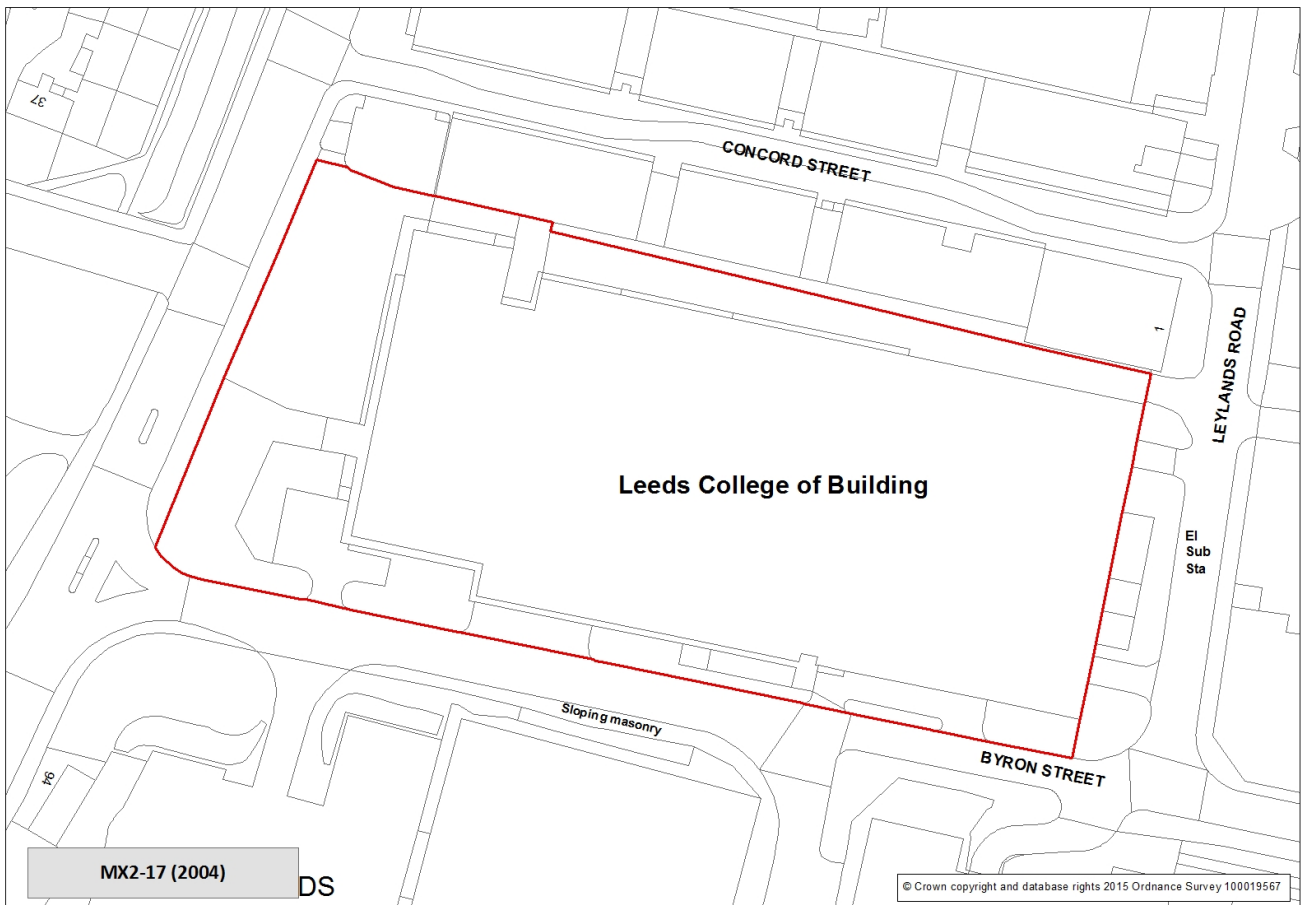 37
CONCORD STREET
1
LEYLANDS ROAD
Leeds College of Building
El
Sub
Sta
Sloping masonry
BYRON STREET
94
MX2-17 (2004)
DS
© Crown copyright and database rights 2015 Ordnance Survey 100019567